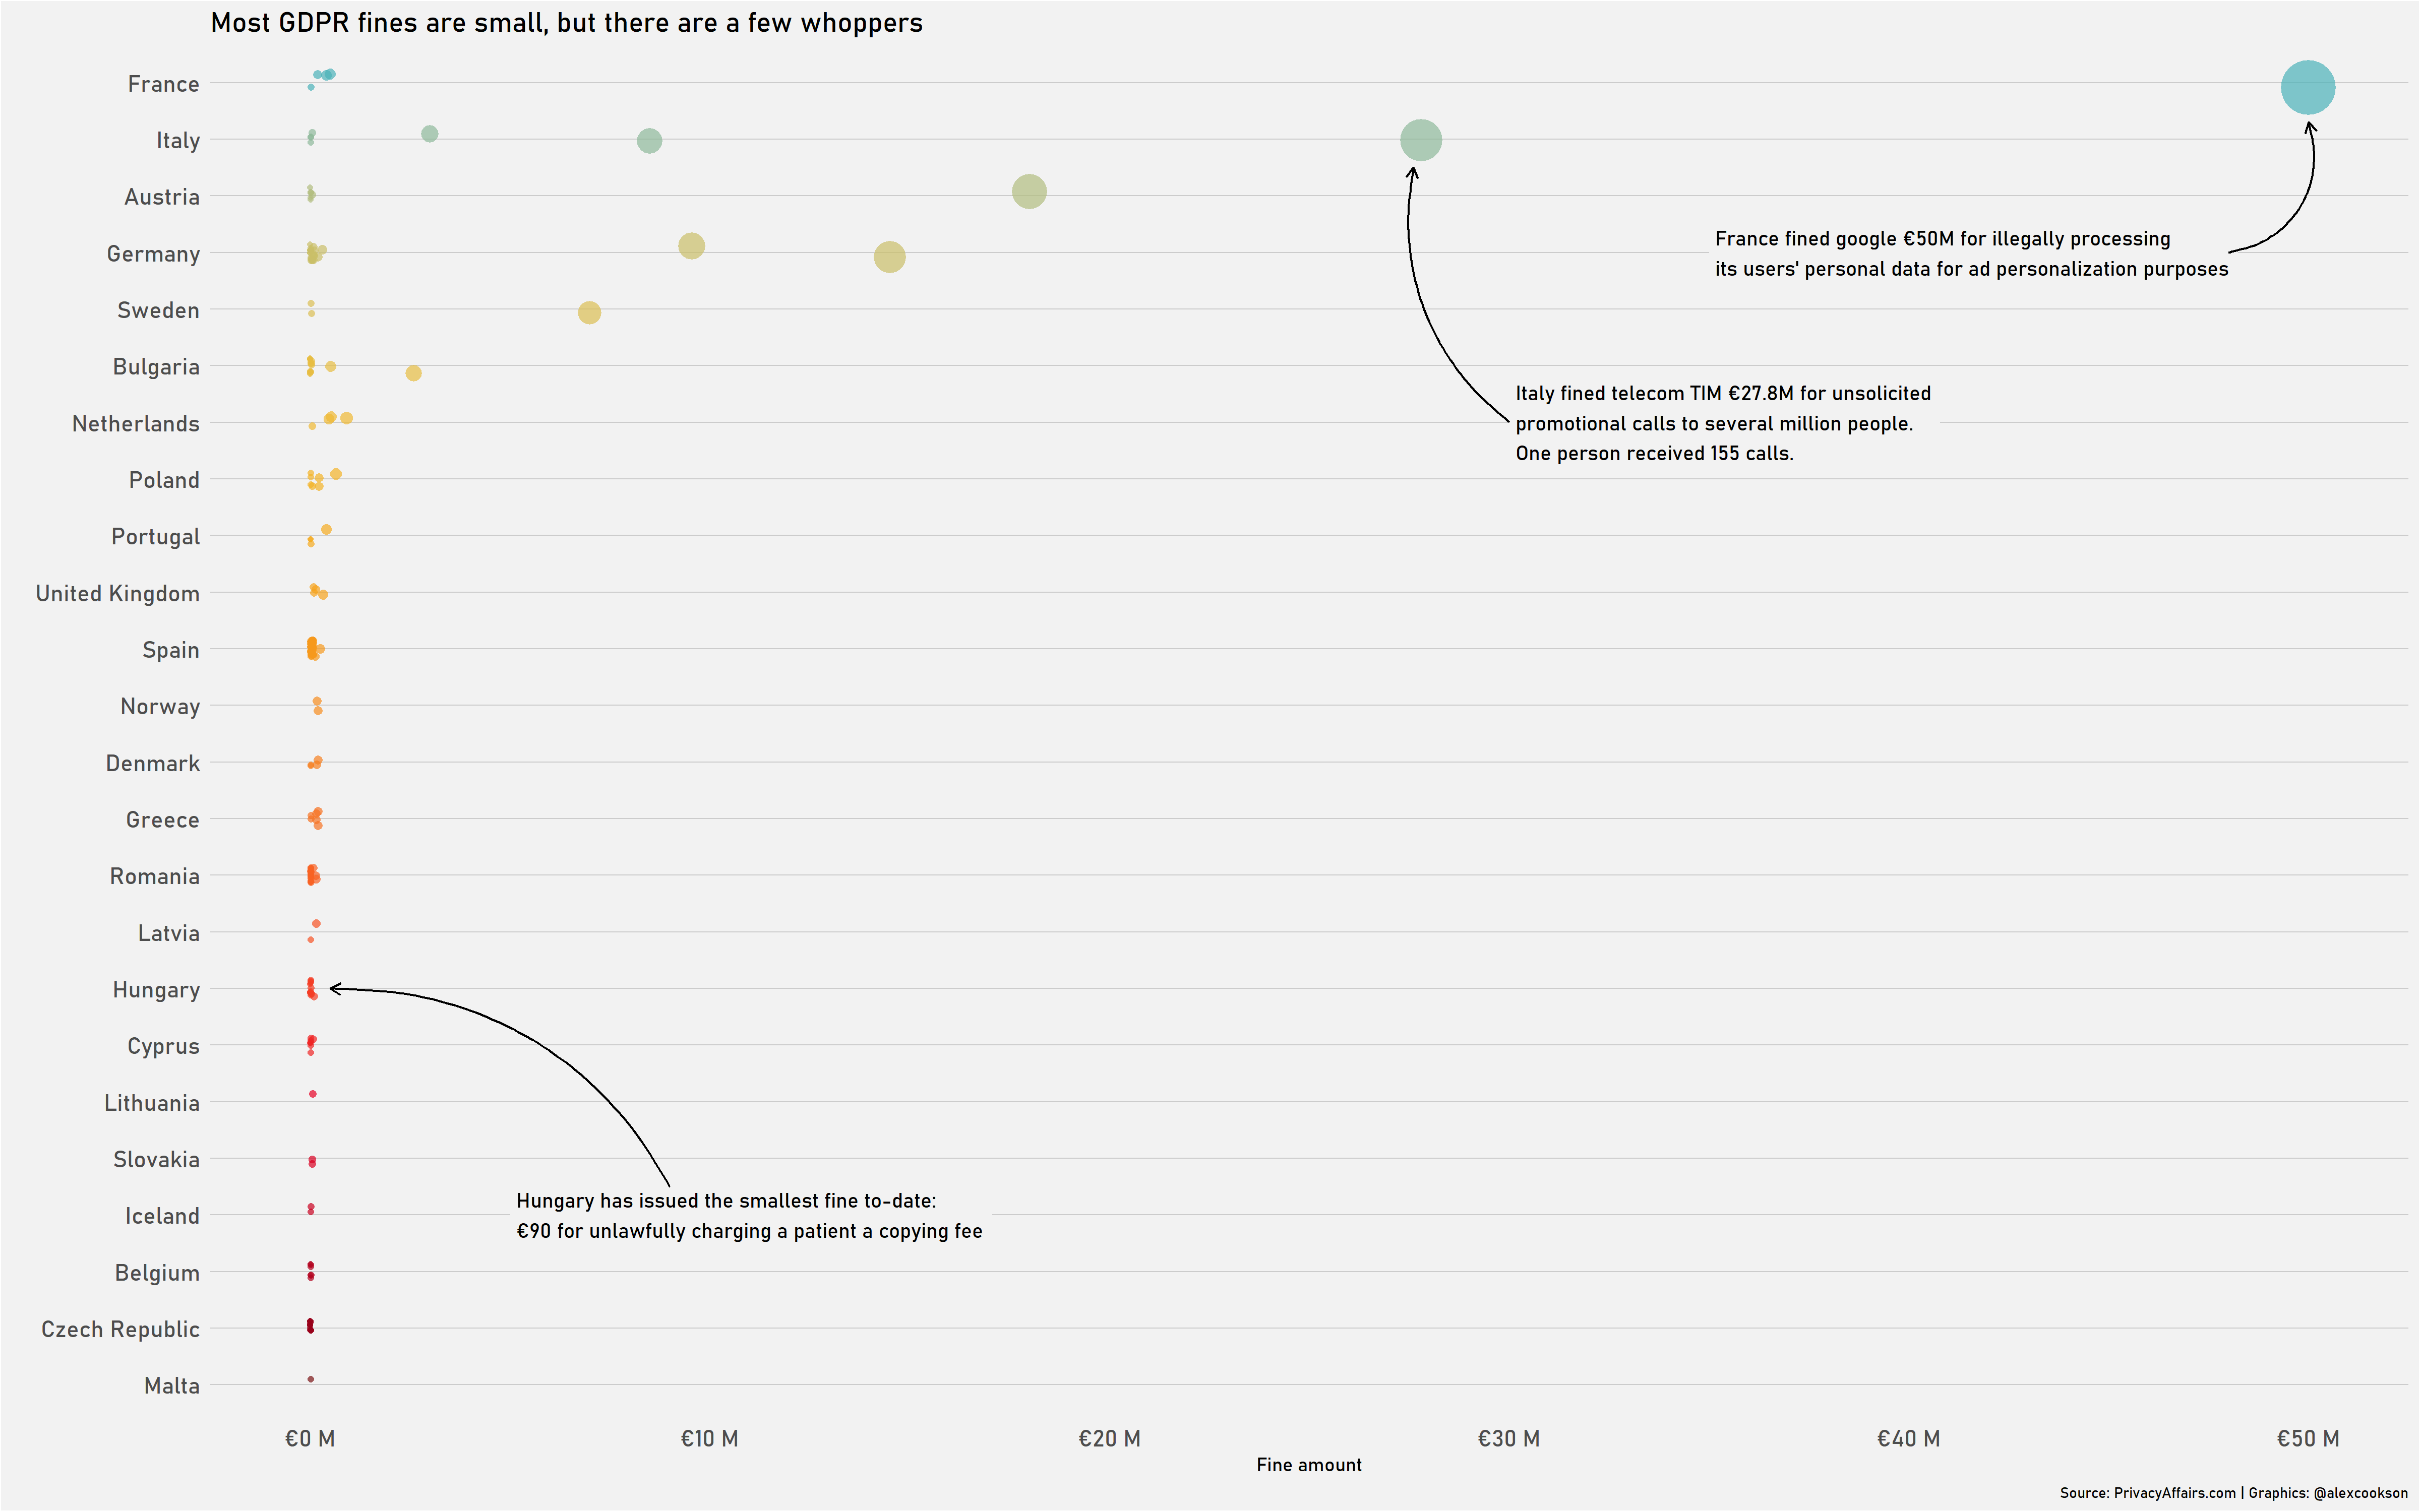 Most GDPR fines are small, but there are a few whoppers
France
Italy
Austria
Germany
France fined google €50M for illegally processing
its users' personal data for ad personalization purposes
Sweden
Bulgaria
Netherlands
Italy fined telecom TIM €27.8M for unsolicited
promotional calls to several million people.
One person received 155 calls.
Poland
Portugal
United Kingdom
Spain
Norway
Denmark
Greece
Romania
Latvia
Hungary
Cyprus
Lithuania
Slovakia
Iceland
Hungary has issued the smallest fine to-date:
€90 for unlawfully charging a patient a copying fee
Belgium
Czech Republic
Malta
€0 M €10 M €20 M €30 M €40 M €50 M
Fine amount
Source: PrivacyAffairs.com | Graphics: @alexcookson